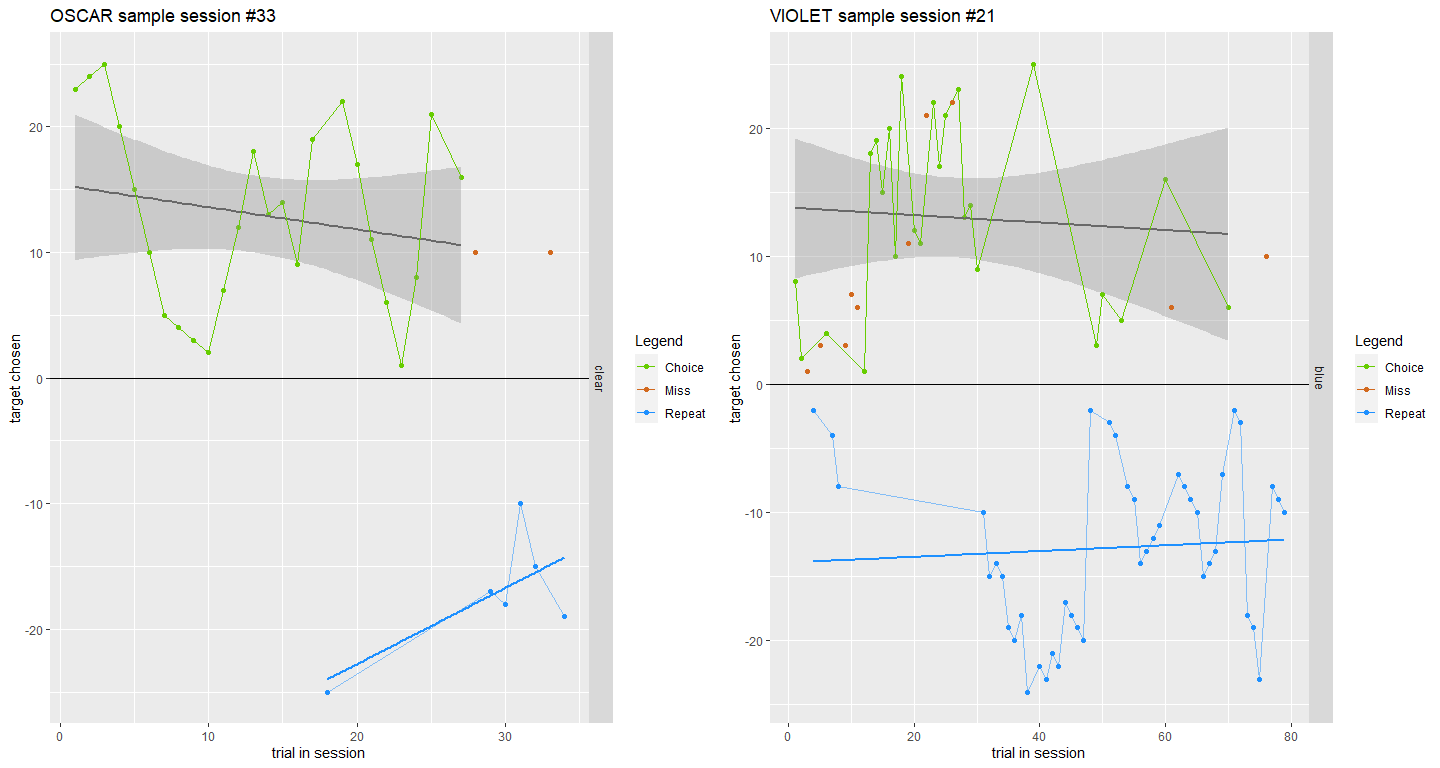 OSCAR sample session #33
target chosen
20
10
0
-10
-20
0
10
20
30
trial in session
clear
Legend
Choice
Miss
Repeat
VIOLET sample session #21
target chosen
20
10
0
-10
-20
0
20
40
60
80
trial in session
blue
Legend
Choice
Miss
Repeat